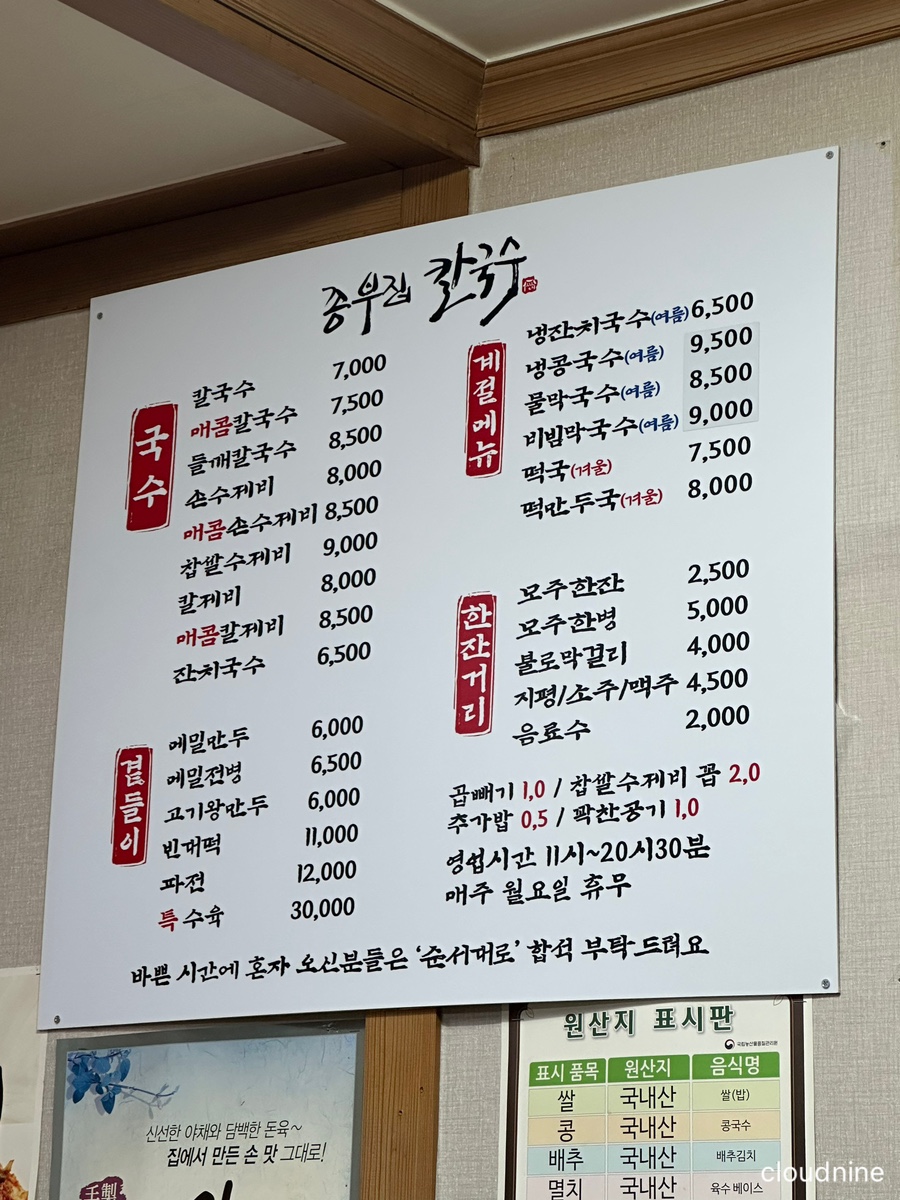 종부집 칼국수
국수
칼국수 7,000
매콤칼국수 7,500
들깨칼국수 8,500
손수제비 8,000
매콤손수제비 8,500
찹쌀수제비 9,000
칼제비 8,000
매콤칼제비 8,500
잔치국수 6,500
곁들이
메밀만두 6,000
메밀전병 6,500
고기왕만두 6,000
빈대떡 11,000
파전 12,000
특 수육 30,000
계절메뉴
냉잔치국수(여름) 6,500
냉콩국수(여름) 9,500
물막국수(여름) 8,500
비빔막국수(여름) 9,000
떡국(겨울) 7,500
떡만두국(겨울) 8,000
한잔거리
모주한잔 2,500
모주한병 5,000
불로막걸리 4,000
지평/소주/맥주 4,500
음료수 2,000
곱빼기 1,0 / 찹쌀수제비 곱 2,0
추가밥 0,5 / 꽉찬공기 1,0
영업시간 11시~20시30분
매주 월요일 휴무
바쁜 시간에 혼자 오신분들은 '순서대로' 합석 부탁드려요
신선한 야채와 담백한 돈육~
집에서 만든 손 맛 그대로!
원산지 표시판
국립농산물품질관리원
표시 품목 원산지 음식명
쌀 국내산 쌀(밥)
콩 국내산 콩국수
배추 국내산 배추김치
멸치 국내산 육수 베이스
cloudnine